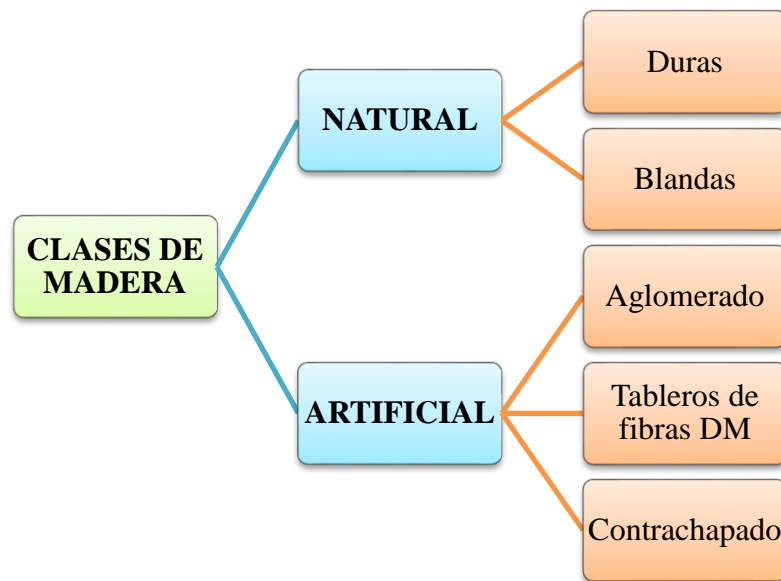 CLASES DE
MADERA
NATURAL
Duras
Blandas
ARTIFICIAL
Aglomerado
Tableros de
fibras DM
Contrachapado